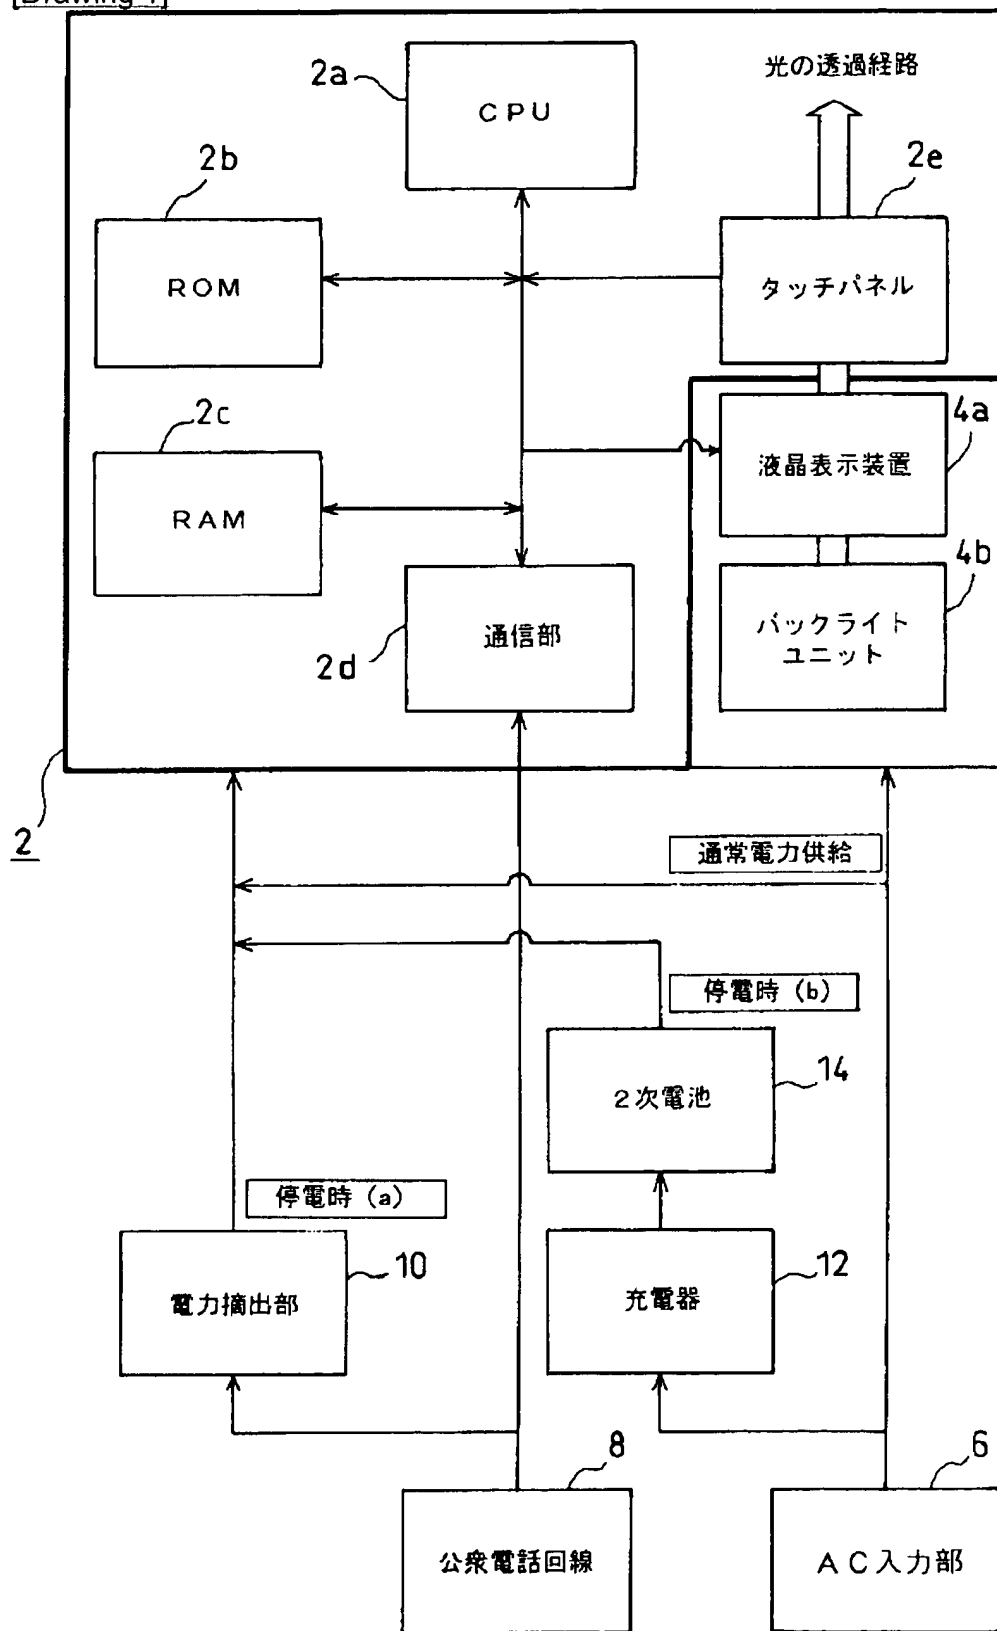 [Drawing 1]
2a
CPU
光の透過経路
2b
2e
ROM
タッチパネル
2c
4a
RAM
液晶表示装置
4b
2d
通信部
バックライト
ユニット
2
通常電力供給
停電時 (b)
14
2次電池
停電時 (a)
10
12
電力摘出部
充電器
8
6
公衆電話回線
AC入力部